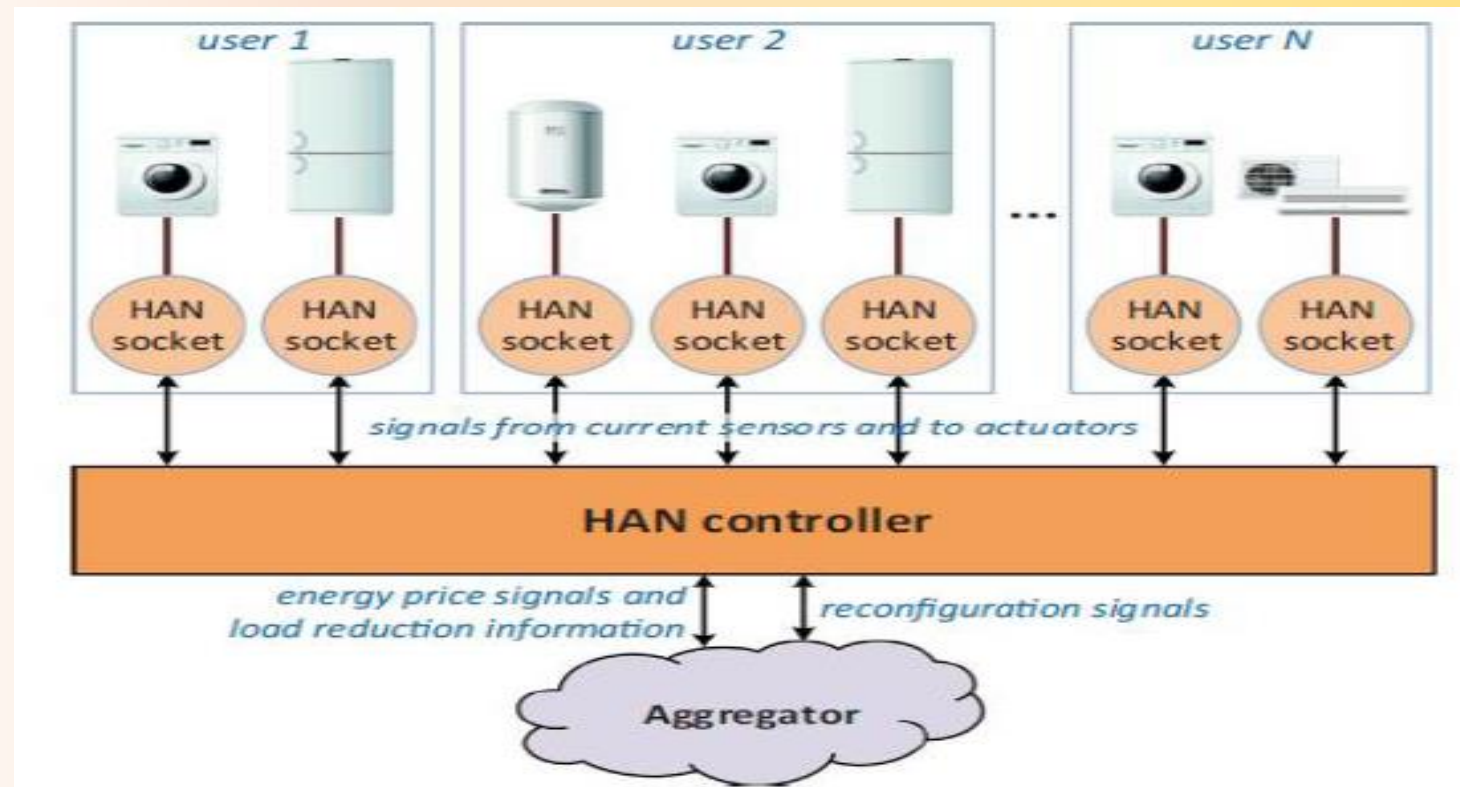 user 1
user 2
user N
...
HAN
socket
HAN
socket
HAN
socket
HAN
socket
HAN
socket
HAN
socket
HAN
socket
signals from current sensors and to actuators
HAN controller
energy price signals and
load reduction information
reconfiguration signals
Aggregator